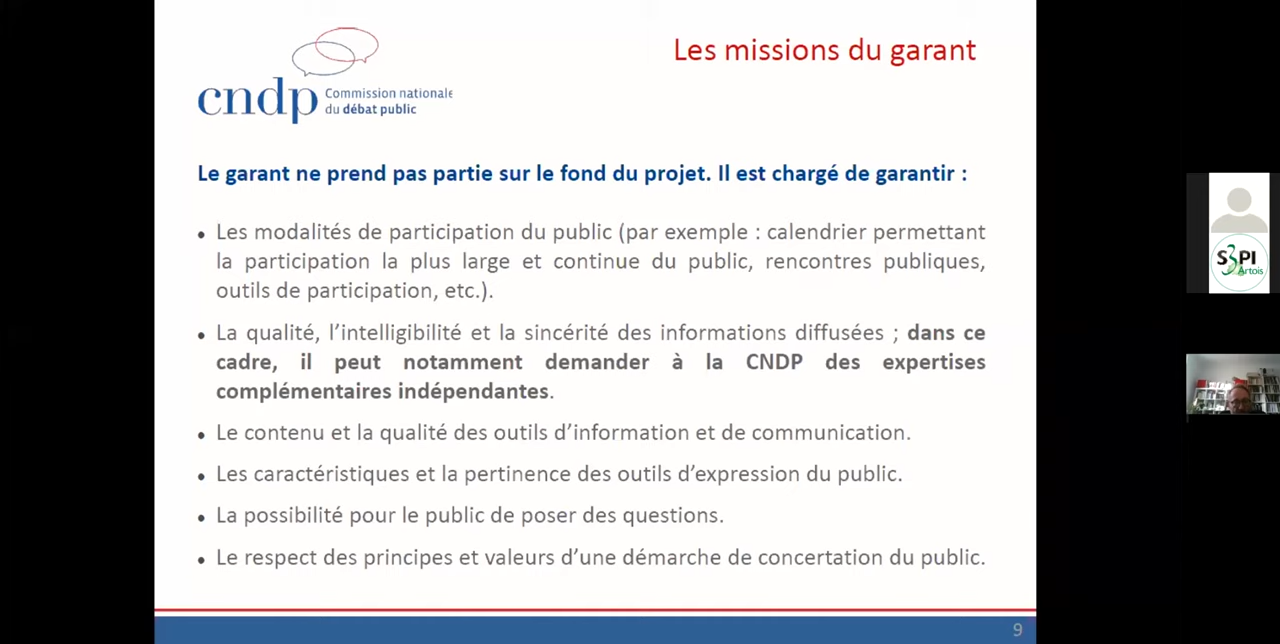 Les missions du garant
cndp
Commission nationale
du débat public
Le garant ne prend pas partie sur le fond du projet. Il est chargé de garantir :
• Les modalités de participation du public (par exemple : calendrier permettant
la participation la plus large et continue du public, rencontres publiques,
outils de participation, etc.).
• La qualité, l’intelligibilité et la sincérité des informations diffusées ; dans ce
cadre, il peut notamment demander à la CNDP des expertises
complémentaires indépendantes.
• Le contenu et la qualité des outils d’information et de communication.
• Les caractéristiques et la pertinence des outils d’expression du public.
• La possibilité pour le public de poser des questions.
• Le respect des principes et valeurs d’une démarche de concertation du public.
9
S3PI
Artois